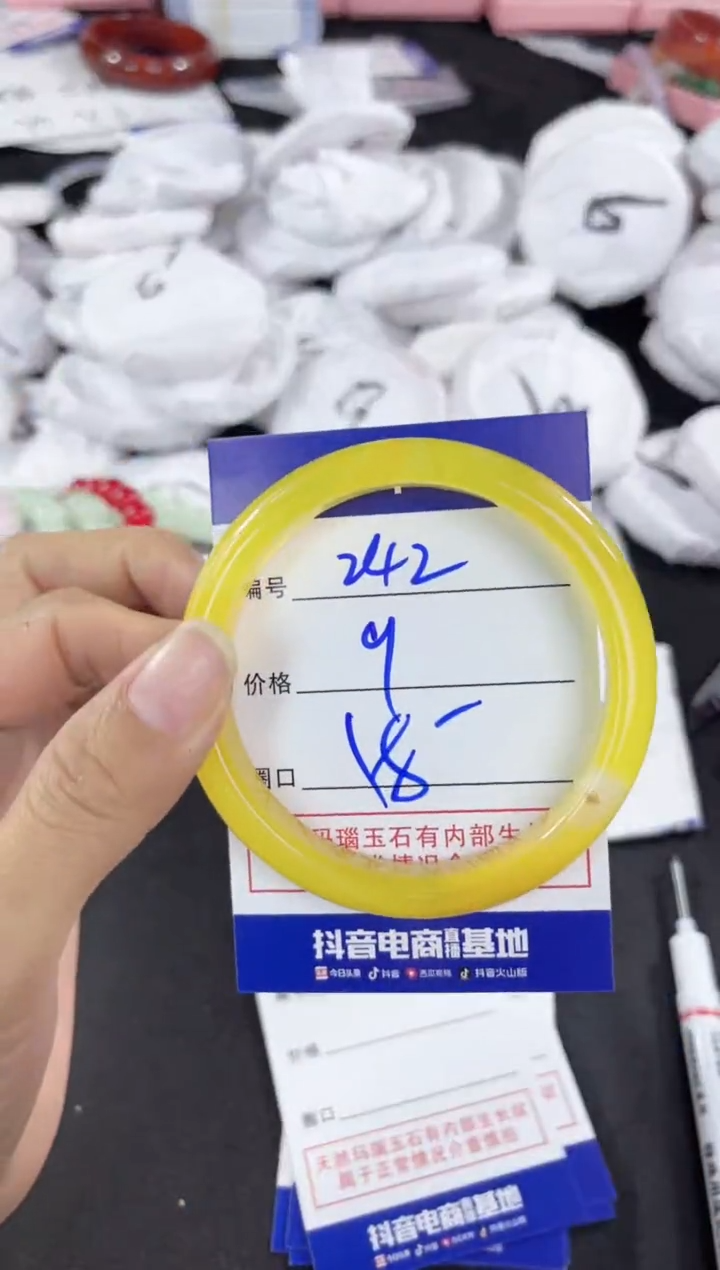 6
编号 242
价格 9
圈口 18-
玛瑙玉石有内部生
抖音电商直播基地
今日头条 抖音 西瓜视频 抖音火山版
价格
圈口
天然玛瑙玉石有内部生长纹
属于正常情况介意慎拍
抖音电商直播基地